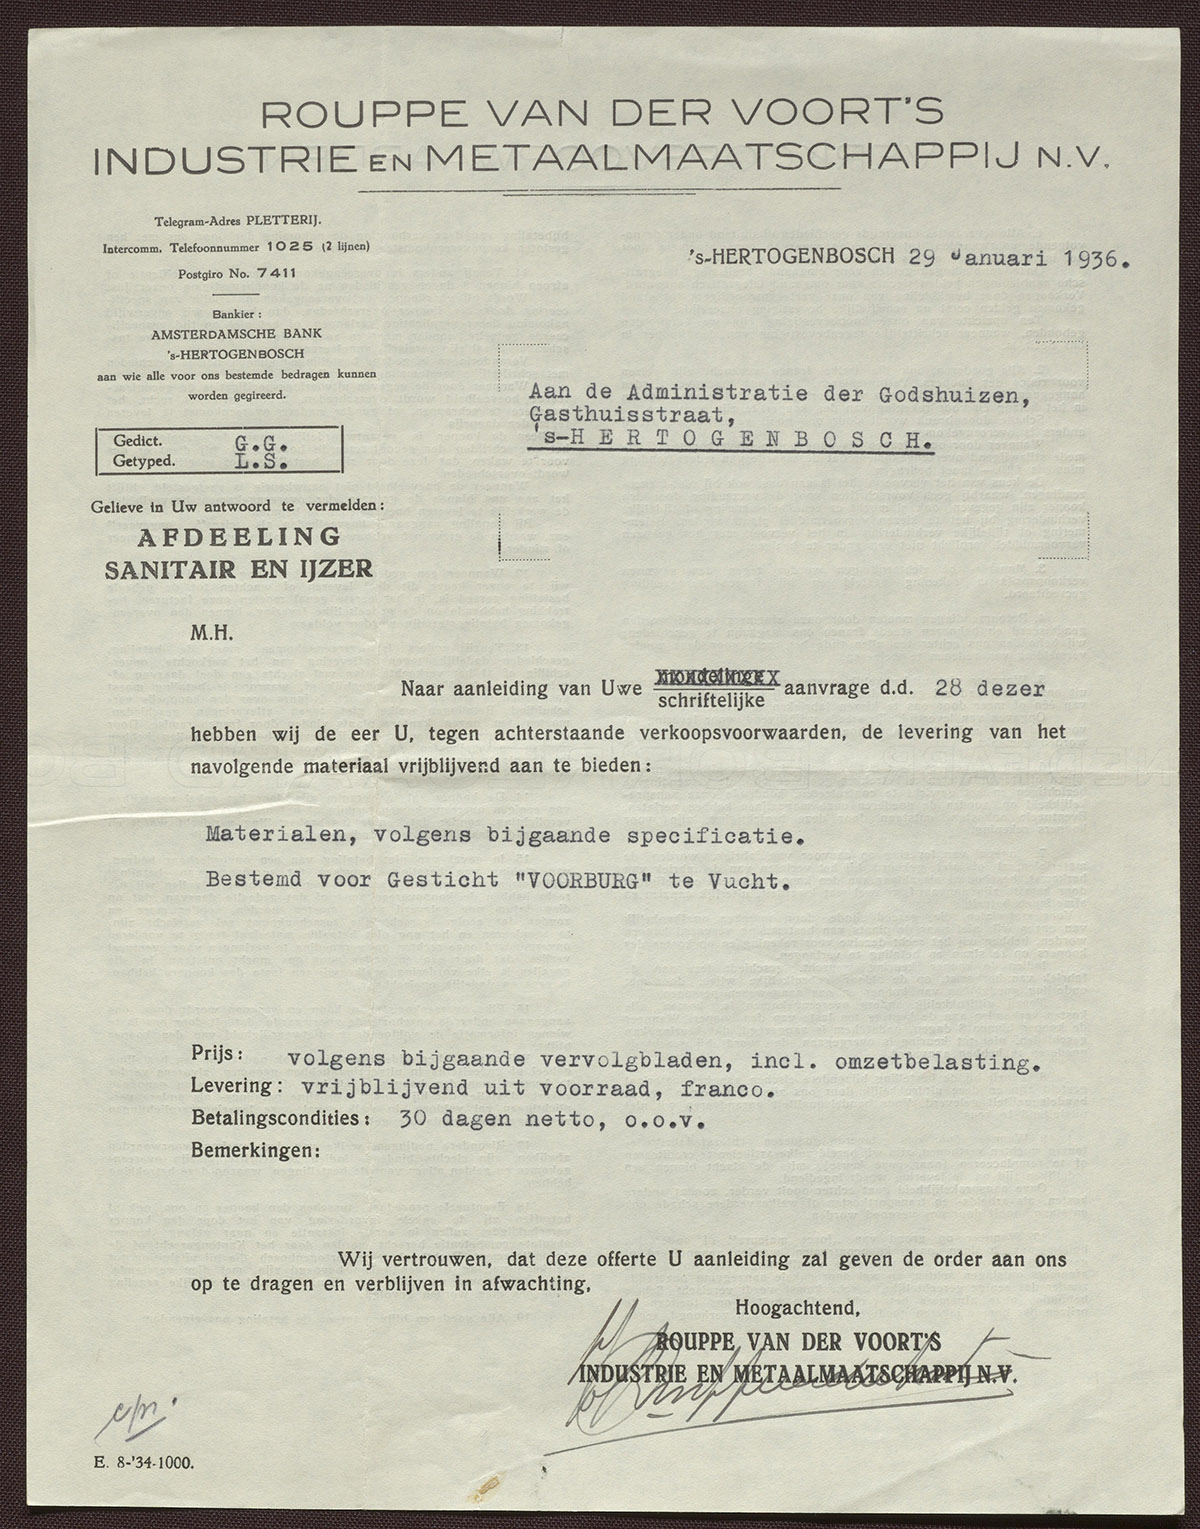 ROUPPE VAN DER VOORT'S
INDUSTRIE EN METAALMAATSCHAPPIJ N.V.
Telegram-Adres PLETTERIJ.
Intercomm. Telefoonnummer 1025 (2 lijnen)
Postgiro No. 7411
Bankier :
AMSTERDAMSCHE BANK
's-HERTOGENBOSCH
aan wie alle voor ons bestemde bedragen kunnen
worden gegireerd.
's-HERTOGENBOSCH 29 Januari 1936.
Aan de Administratie der Godshuizen,
Gasthuisstraat,
's-H E R T O G E N B O S C H.
Gedict. G.G.
Getyped. L.S.
Gelieve in Uw antwoord te vermelden :
AFDEELING
SANITAIR EN IJZER
M.H.
Naar aanleiding van Uwe mondelinge
schriftelijke aanvrage d.d. 28 dezer
hebben wij de eer U, tegen achterstaande verkoopsvoorwaarden, de levering van het
navolgende materiaal vrijblijvend aan te bieden :
Materialen, volgens bijgaande specificatie.
Bestemd voor Gesticht "VOORBURG" te Vucht.
Prijs : volgens bijgaande vervolgbladen, incl. omzetbelasting.
Levering : vrijblijvend uit voorraad, franco.
Betalingscondities : 30 dagen netto, o.o.v.
Bemerkingen :
Wij vertrouwen, dat deze offerte U aanleiding zal geven de order aan ons
op te dragen en verblijven in afwachting,
Hoogachtend,
ROUPPE VAN DER VOORT'S
INDUSTRIE EN METAALMAATSCHAPPIJ N.V.
E. 8-'34-1000.